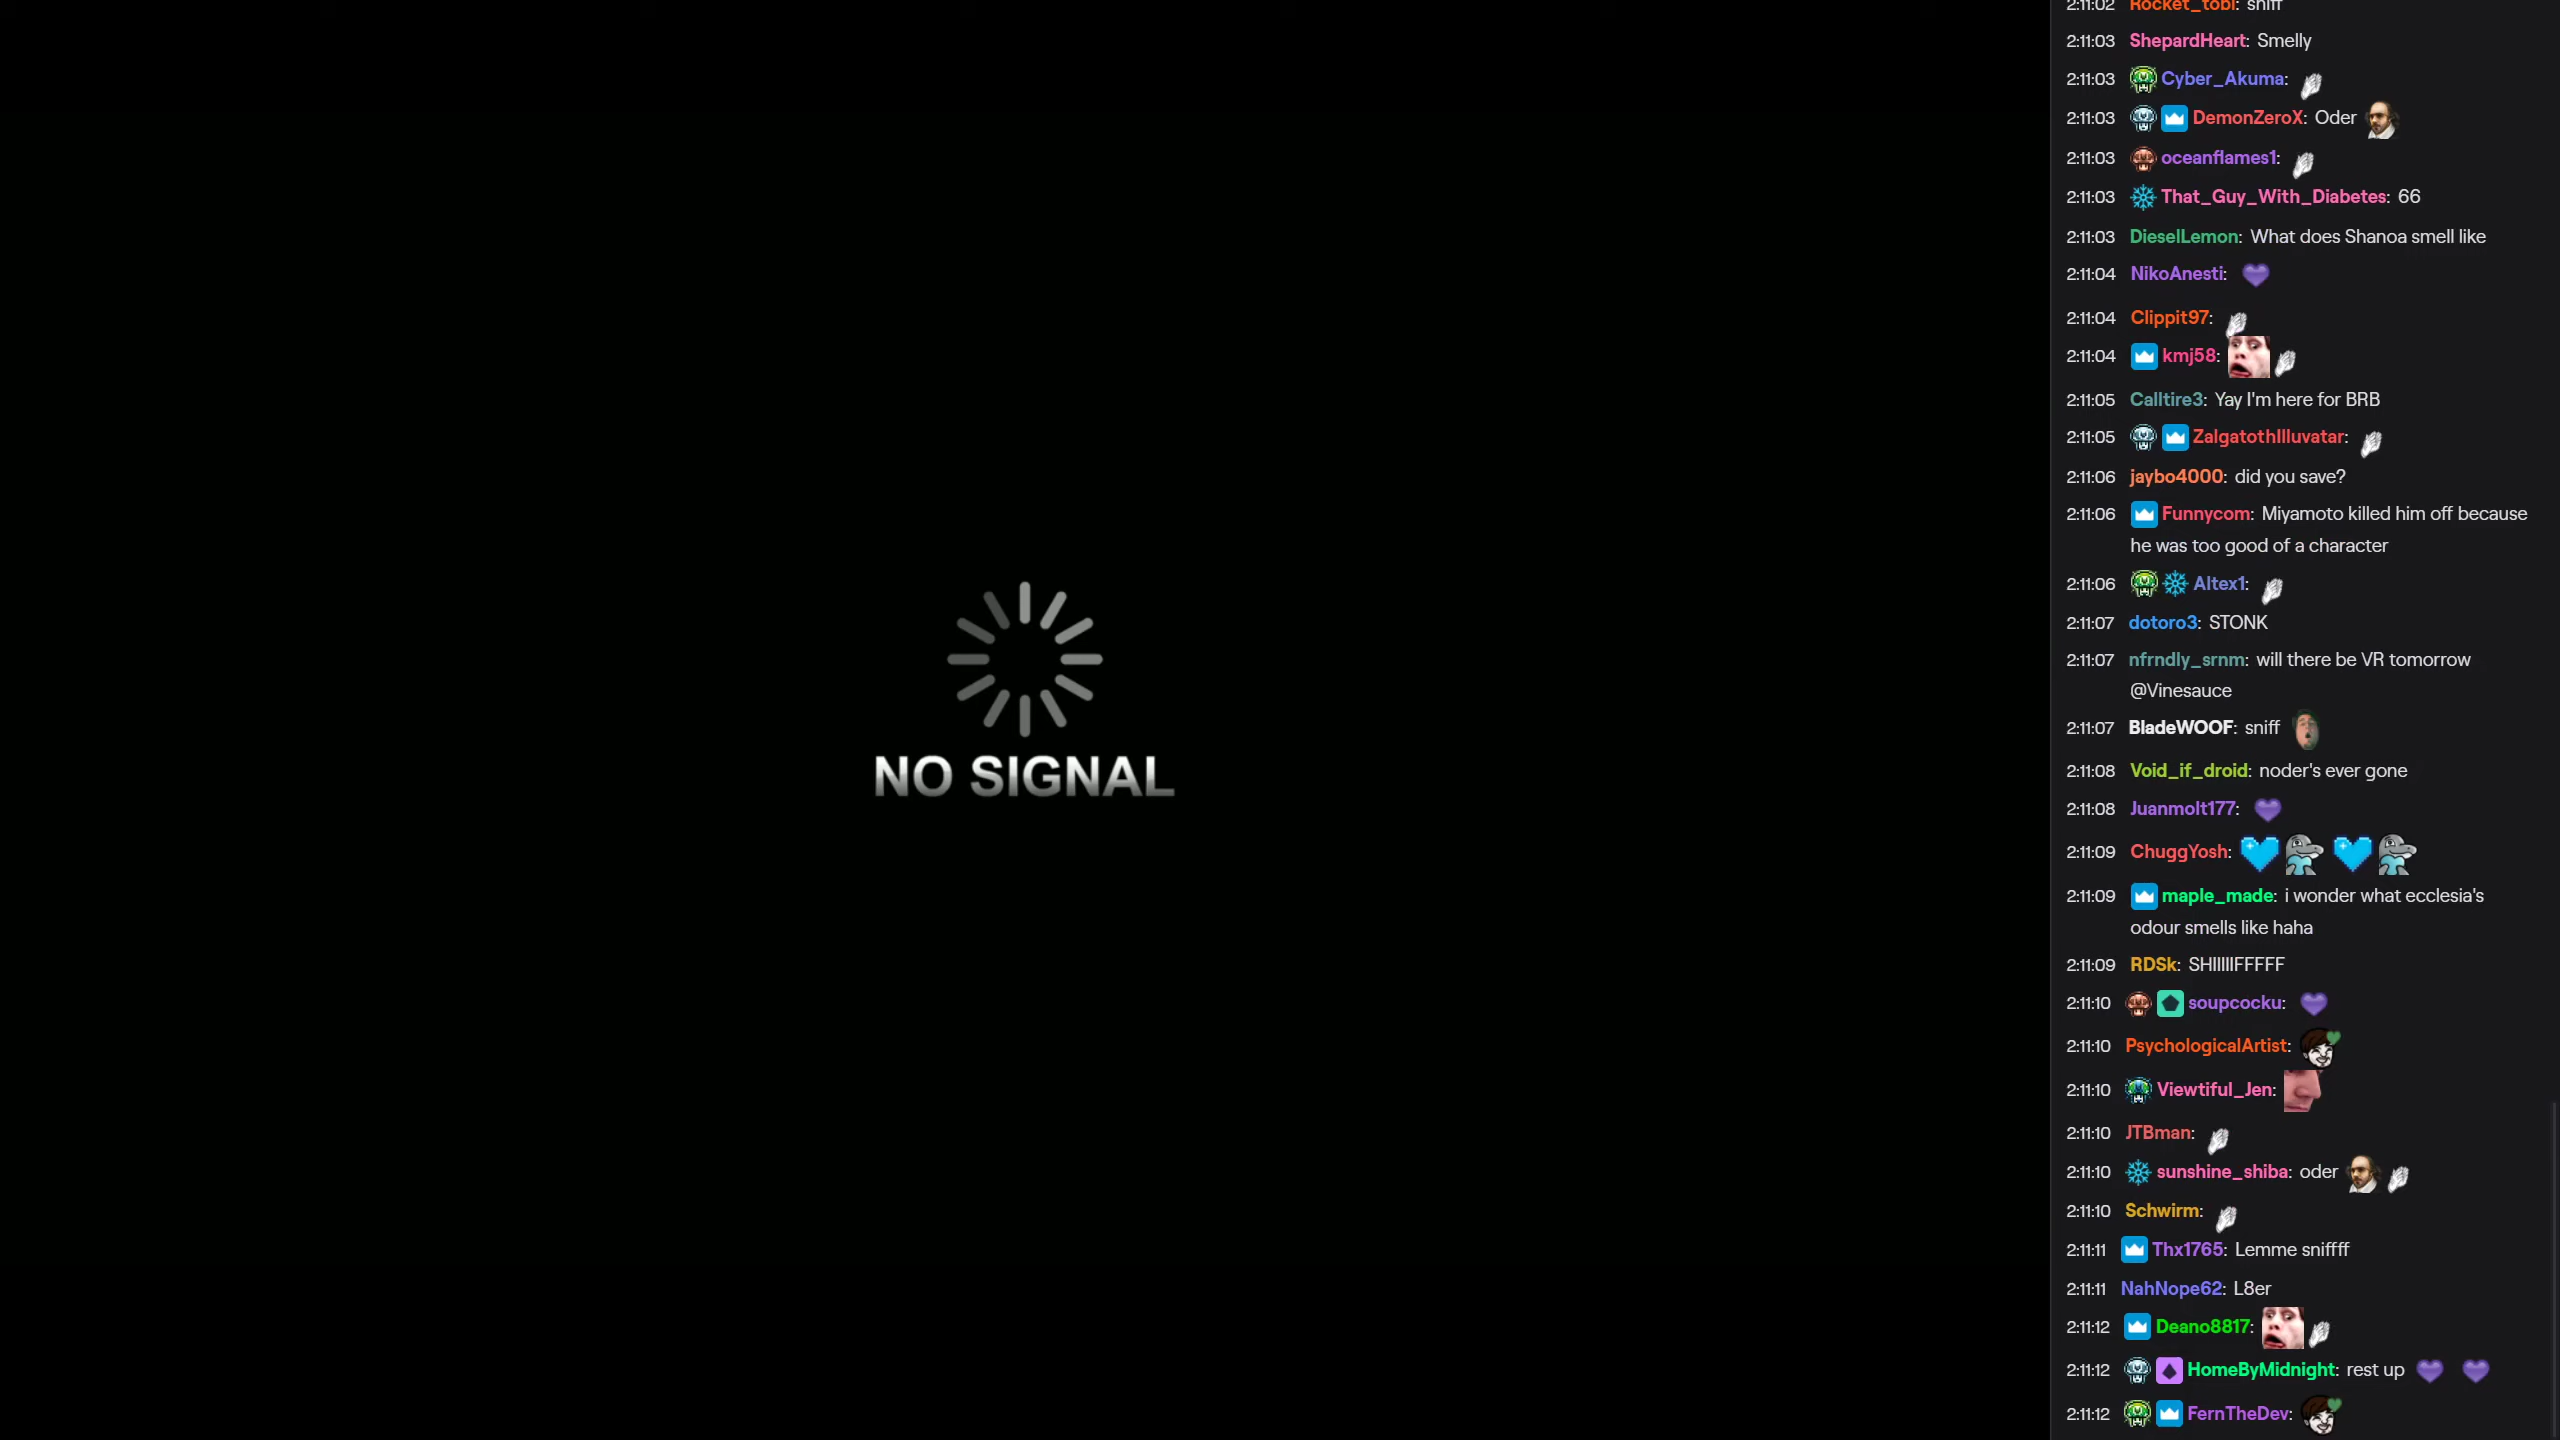 NO SIGNAL
2:11:02 Rocket_tobi: sniff
2:11:03 ShepardHeart: Smelly
2:11:03 Cyber_Akuma:
2:11:03 DemonZeroX: Oder
2:11:03 oceanflames1:
2:11:03 That_Guy_With_Diabetes: 66
2:11:03 DieselLemon: What does Shanoa smell like
2:11:04 NikoAnesti:
2:11:04 Clippit97:
2:11:04 kmj58:
2:11:05 Calltire3: Yay I'm here for BRB
2:11:05 ZalgatothIlluvatar:
2:11:06 jaybo4000: did you save?
2:11:06 Funnycom: Miyamoto killed him off because
he was too good of a character
2:11:06 Altex1:
2:11:07 dotoro3: STONK
2:11:07 nfrndly_srnm: will there be VR tomorrow
@Vinesauce
2:11:07 BladeWOOF: sniff
2:11:08 Void_if_droid: noder's ever gone
2:11:08 Juanmolt177:
2:11:09 ChuggYosh:
2:11:09 maple_made: i wonder what ecclesia's
odour smells like haha
2:11:09 RDSk: SHIIIIIFFFFF
2:11:10 soupcocku:
2:11:10 PsychologicalArtist:
2:11:10 Viewtiful_Jen:
2:11:10 JTBman:
2:11:10 sunshine_shiba: oder
2:11:10 Schwirm:
2:11:11 Thx1765: Lemme sniffff
2:11:11 NahNope62: L8er
2:11:12 Deano8817:
2:11:12 HomeByMidnight: rest up
2:11:12 FernTheDev: